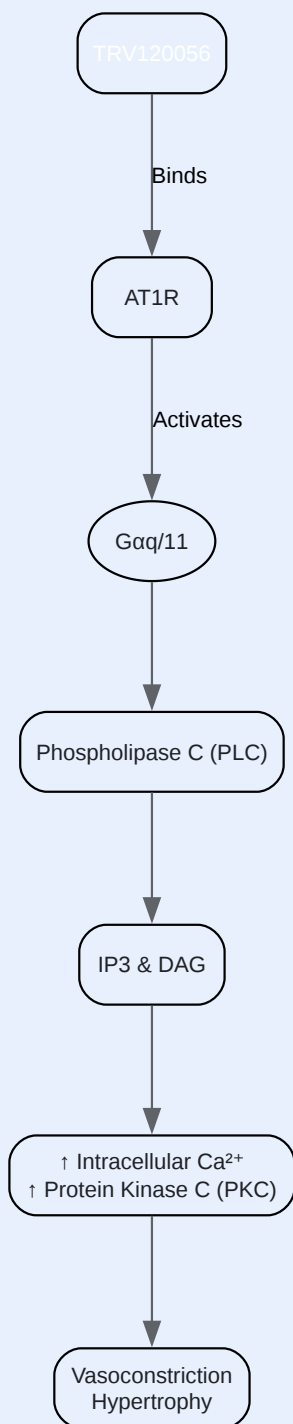 TRV120056
Binds
AT1R
Activates
Gαq/11
Phospholipase C (PLC)
IP3 & DAG
↑ Intracellular Ca²⁺
↑ Protein Kinase C (PKC)
Vasoconstriction
Hypertrophy